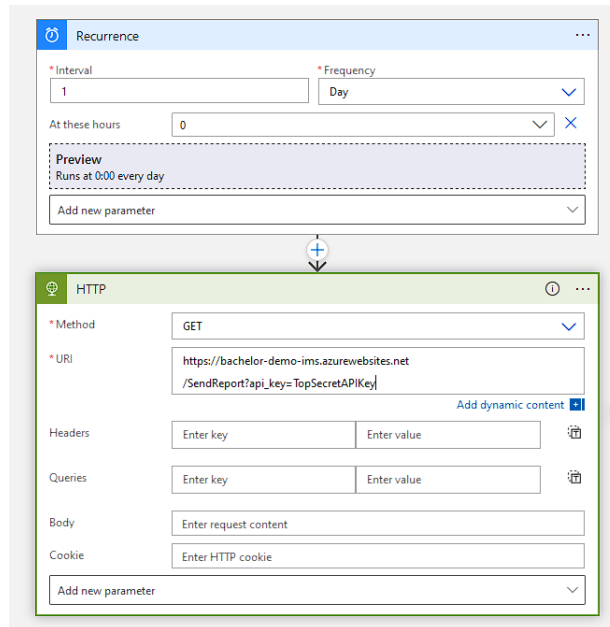 Recurrence
* Interval
* Frequency
1
Day
At these hours
0
Preview
Runs at 0:00 every day
Add new parameter
HTTP
* Method
GET
* URI
https://bachelor-demo-ims.azurewebsites.net
/SendReport?api_key=TopSecretAPIKey
Add dynamic content
Headers
Enter key
Enter value
Queries
Enter key
Enter value
Body
Enter request content
Cookie
Enter HTTP cookie
Add new parameter